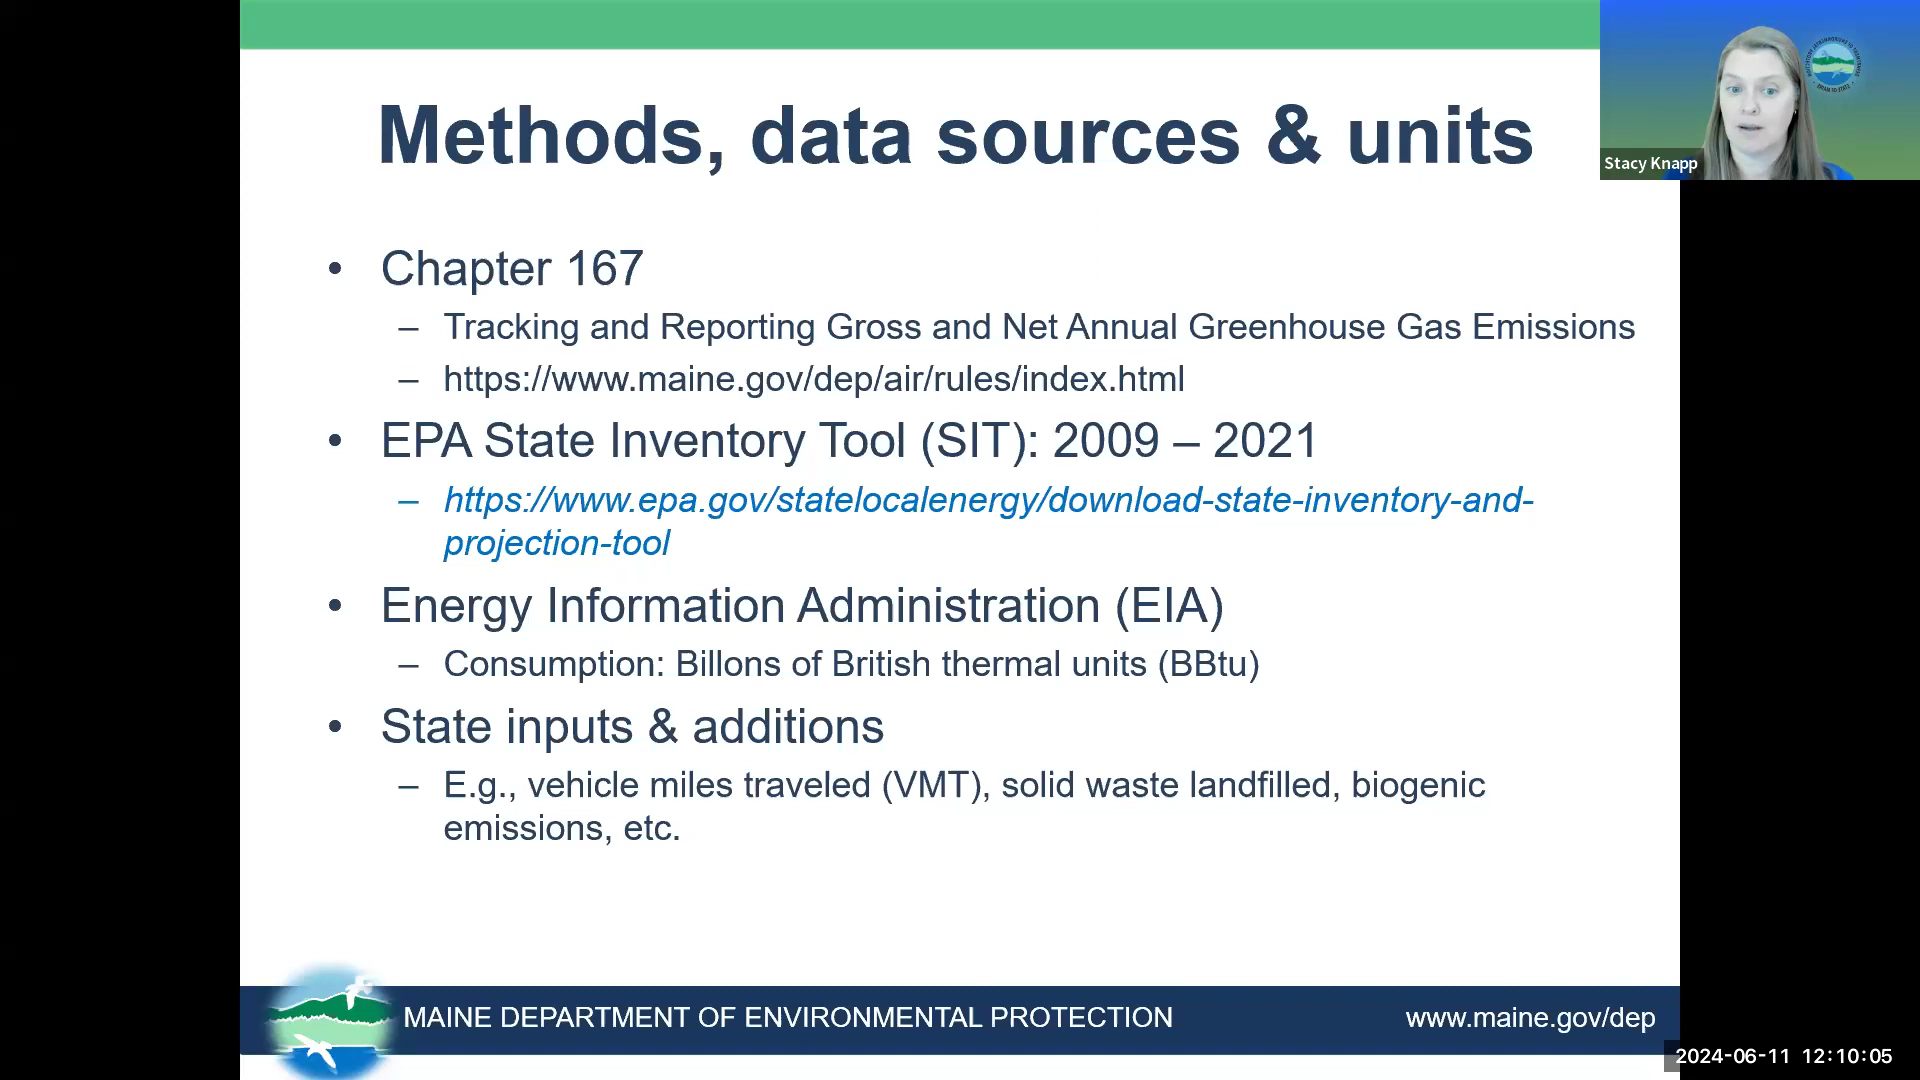 Methods, data sources & units
Stacy Knapp
• Chapter 167
– Tracking and Reporting Gross and Net Annual Greenhouse Gas Emissions
– https://www.maine.gov/dep/air/rules/index.html
• EPA State Inventory Tool (SIT): 2009 – 2021
– https://www.epa.gov/statelocalenergy/download-state-inventory-and-
projection-tool
• Energy Information Administration (EIA)
– Consumption: Billons of British thermal units (BBtu)
• State inputs & additions
– E.g., vehicle miles traveled (VMT), solid waste landfilled, biogenic
emissions, etc.
MAINE DEPARTMENT OF ENVIRONMENTAL PROTECTION
www.maine.gov/dep
2024-06-11 12:10:05